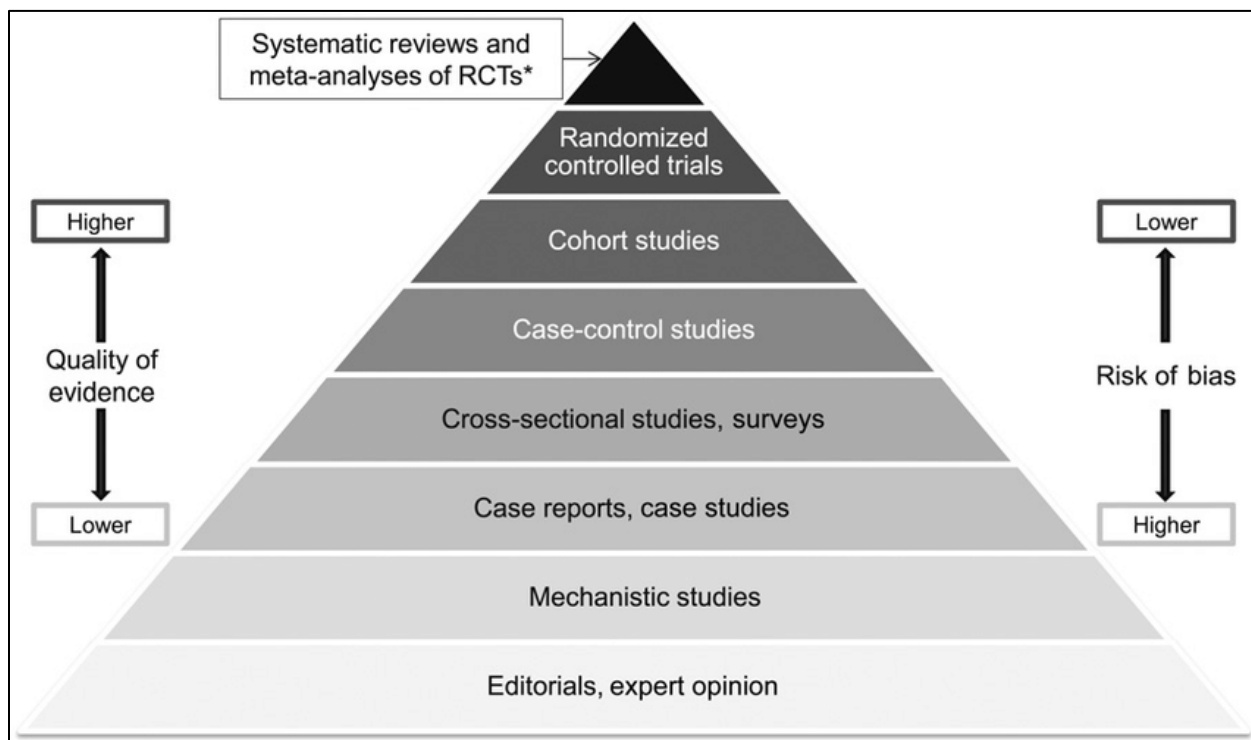 Systematic reviews and
meta-analyses of RCTs*
Randomized
controlled trials
Higher
Lower
Cohort studies
Case-control studies
Quality of
evidence
Risk of bias
Cross-sectional studies, surveys
Case reports, case studies
Lower
Higher
Mechanistic studies
Editorials, expert opinion